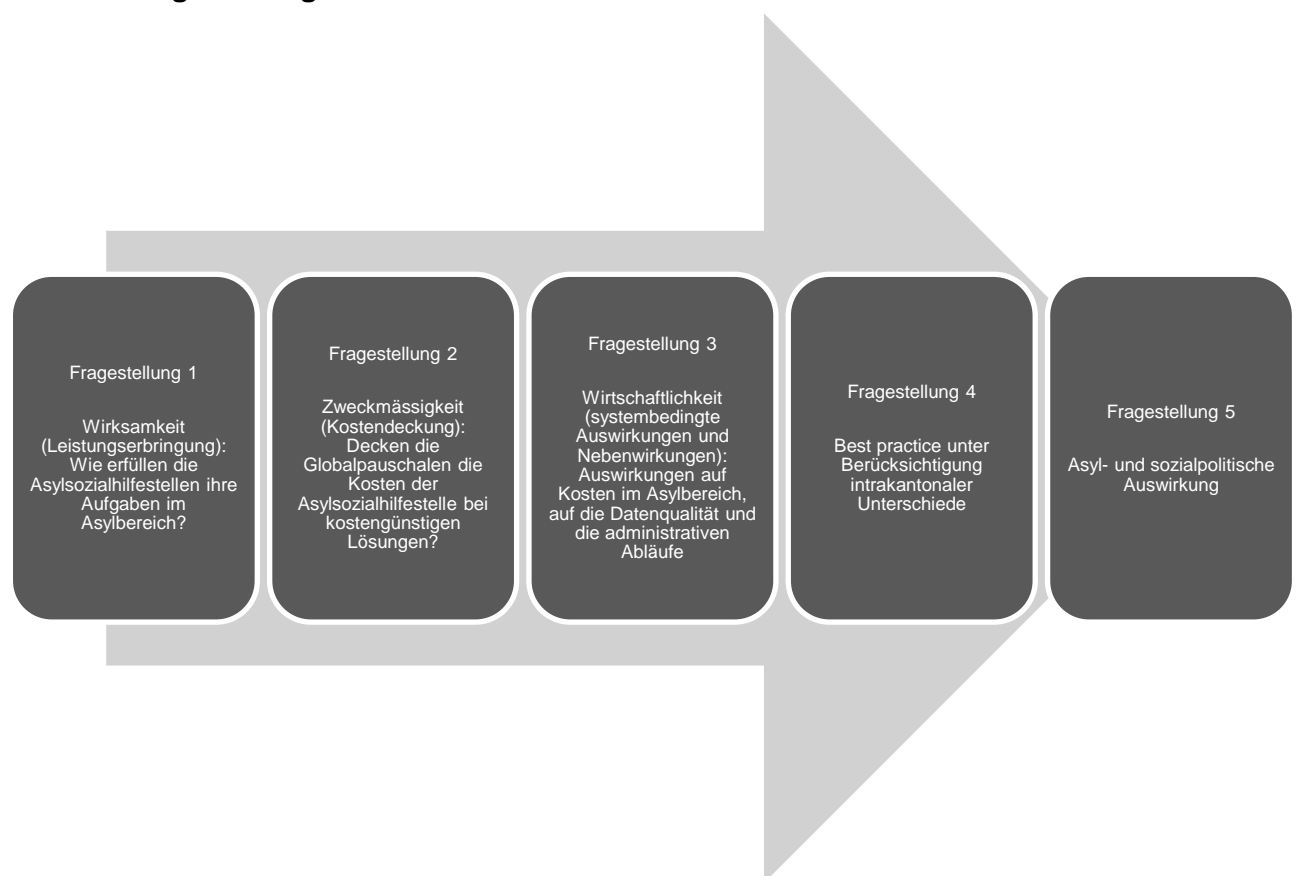 Fragestellung 1
Wirksamkeit
(Leistungserbringung):
Wie erfüllen die
Asylsozialhilfestellen ihre
Aufgaben im
Asylbereich?
Fragestellung 2
Zweckmässigkeit
(Kostendeckung):
Decken die
Globalpauschalen die
Kosten der
Asylsozialhilfestelle bei
kostengünstigen
Lösungen?
Fragestellung 3
Wirtschaftlichkeit
(systembedingte
Auswirkungen und
Nebenwirkungen):
Auswirkungen auf
Kosten im Asylbereich,
auf die Datenqualität und
die administrativen
Abläufe
Fragestellung 4
Best practice unter
Berücksichtigung
intrakantonaler
Unterschiede
Fragestellung 5
Asyl- und sozialpolitische
Auswirkung